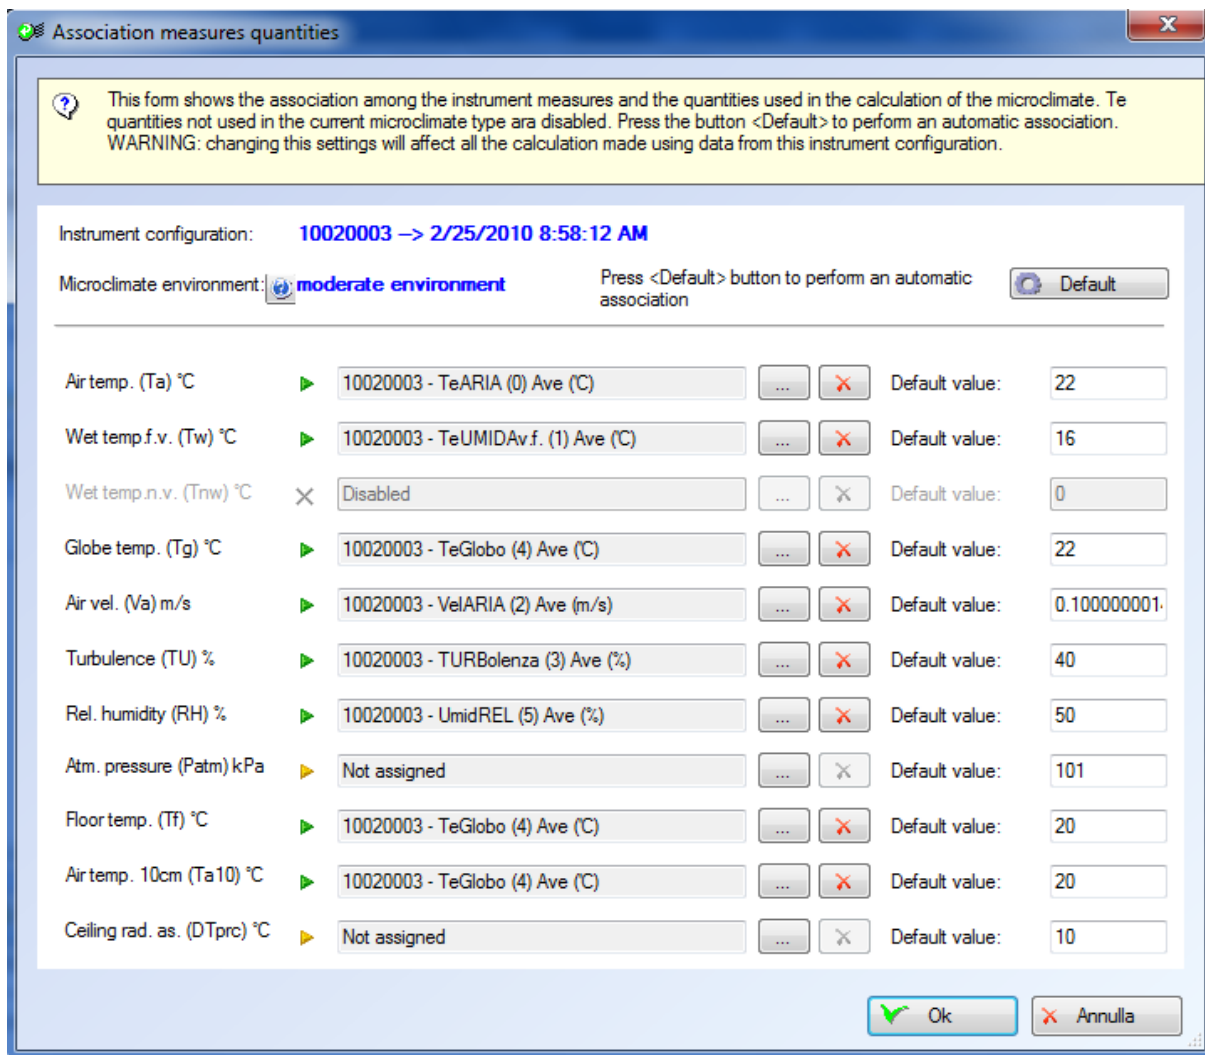 Association measures quantities
This form shows the association among the instrument measures and the quantities used in the calculation of the microclimate. Te
quantities not used in the current microclimate type ara disabled. Press the button <Default> to perform an automatic association.
WARNING: changing this settings will affect all the calculation made using data from this instrument configuration.
Instrument configuration: 10020003 --> 2/25/2010 8:58:12 AM
Microclimate environment: moderate environment
Press <Default> button to perform an automatic
association
Default
Air temp. (Ta) °C 10020003 - TeARIA (0) Ave (°C) ... Default value: 22
Wet temp.f.v. (Tw) °C 10020003 - TeUMIDAv.f. (1) Ave (°C) ... Default value: 16
Wet temp.n.v. (Tnw) °C Disabled ... Default value: 0
Globe temp. (Tg) °C 10020003 - TeGlobo (4) Ave (°C) ... Default value: 22
Air vel. (Va) m/s 10020003 - VelARIA (2) Ave (m/s) ... Default value: 0.100000001
Turbulence (TU) % 10020003 - TURBolenza (3) Ave (%) ... Default value: 40
Rel. humidity (RH) % 10020003 - UmidREL (5) Ave (%) ... Default value: 50
Atm. pressure (Patm) kPa Not assigned ... Default value: 101
Floor temp. (Tf) °C 10020003 - TeGlobo (4) Ave (°C) ... Default value: 20
Air temp. 10cm (Ta10) °C 10020003 - TeGlobo (4) Ave (°C) ... Default value: 20
Ceiling rad. as. (DTprc) °C Not assigned ... Default value: 10
Ok Annulla